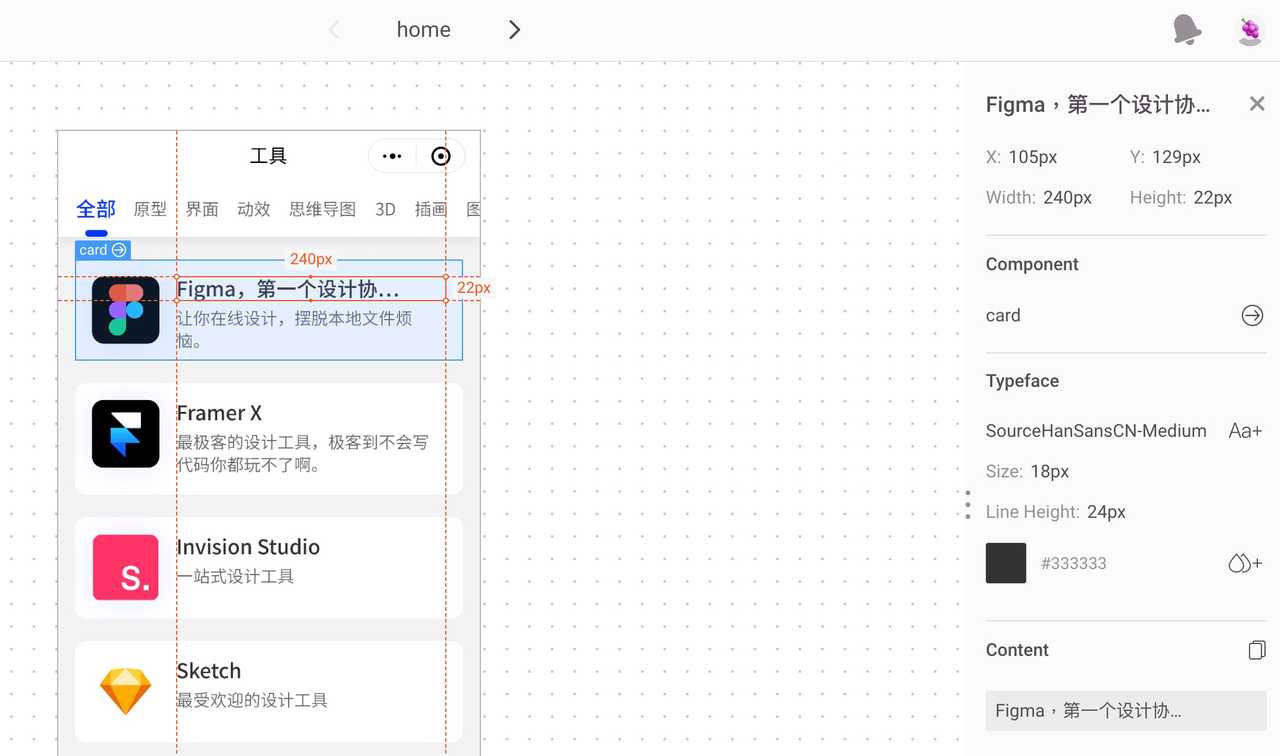 home
工具
全部 原型 界面 动效 思维导图 3D 插画 图
card
240px
22px
Figma，第一个设计协...
让你在线设计，摆脱本地文件烦
恼。
Framer X
最极客的设计工具，极客到不会写
代码你都玩不了啊。
S.
Invision Studio
一站式设计工具
Sketch
最受欢迎的设计工具
Figma，第一个设计协...
X: 105px Y: 129px
Width: 240px Height: 22px
Component
card
Typeface
SourceHanSansCN-Medium Aa+
Size: 18px
Line Height: 24px
#333333
Content
Figma，第一个设计协...